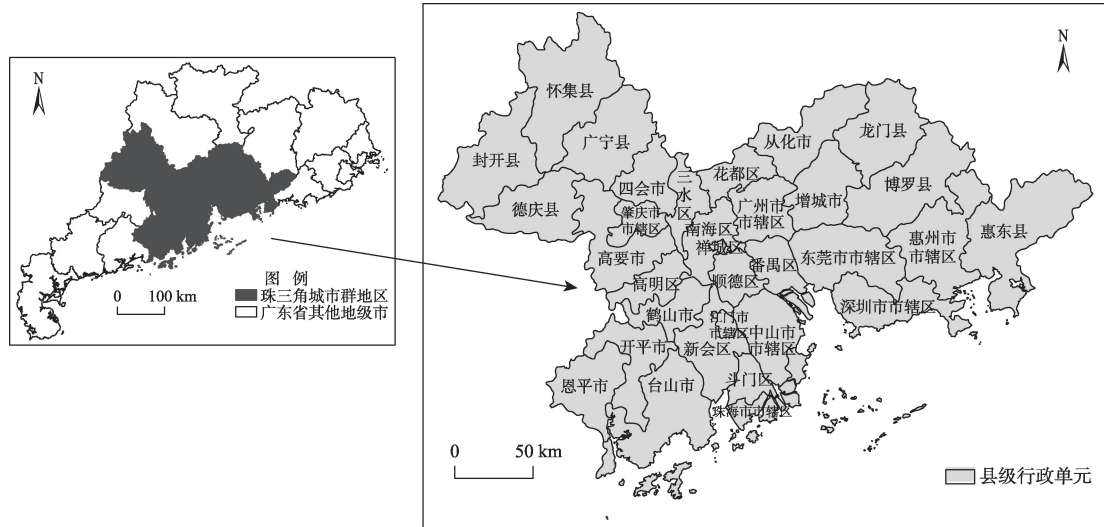 N
图 例
0 100 km
珠三角城市群地区
广东省其他地级市
N
怀集县
龙门县
从化市
广宁县
封开县
三水区
花都区
博罗县
四会市
德庆县
广州市
市辖区
增城市
肇庆市
市辖区
南海区
禅城区
惠州市
市辖区
惠东县
高要市
番禺区
东莞市市辖区
高明区
顺德区
深圳市市辖区
鹤山市
江门市
市辖区
中山市
市辖区
开平市
新会区
恩平市
台山市
斗门区
珠海市市辖区
0 50 km
县级行政单元